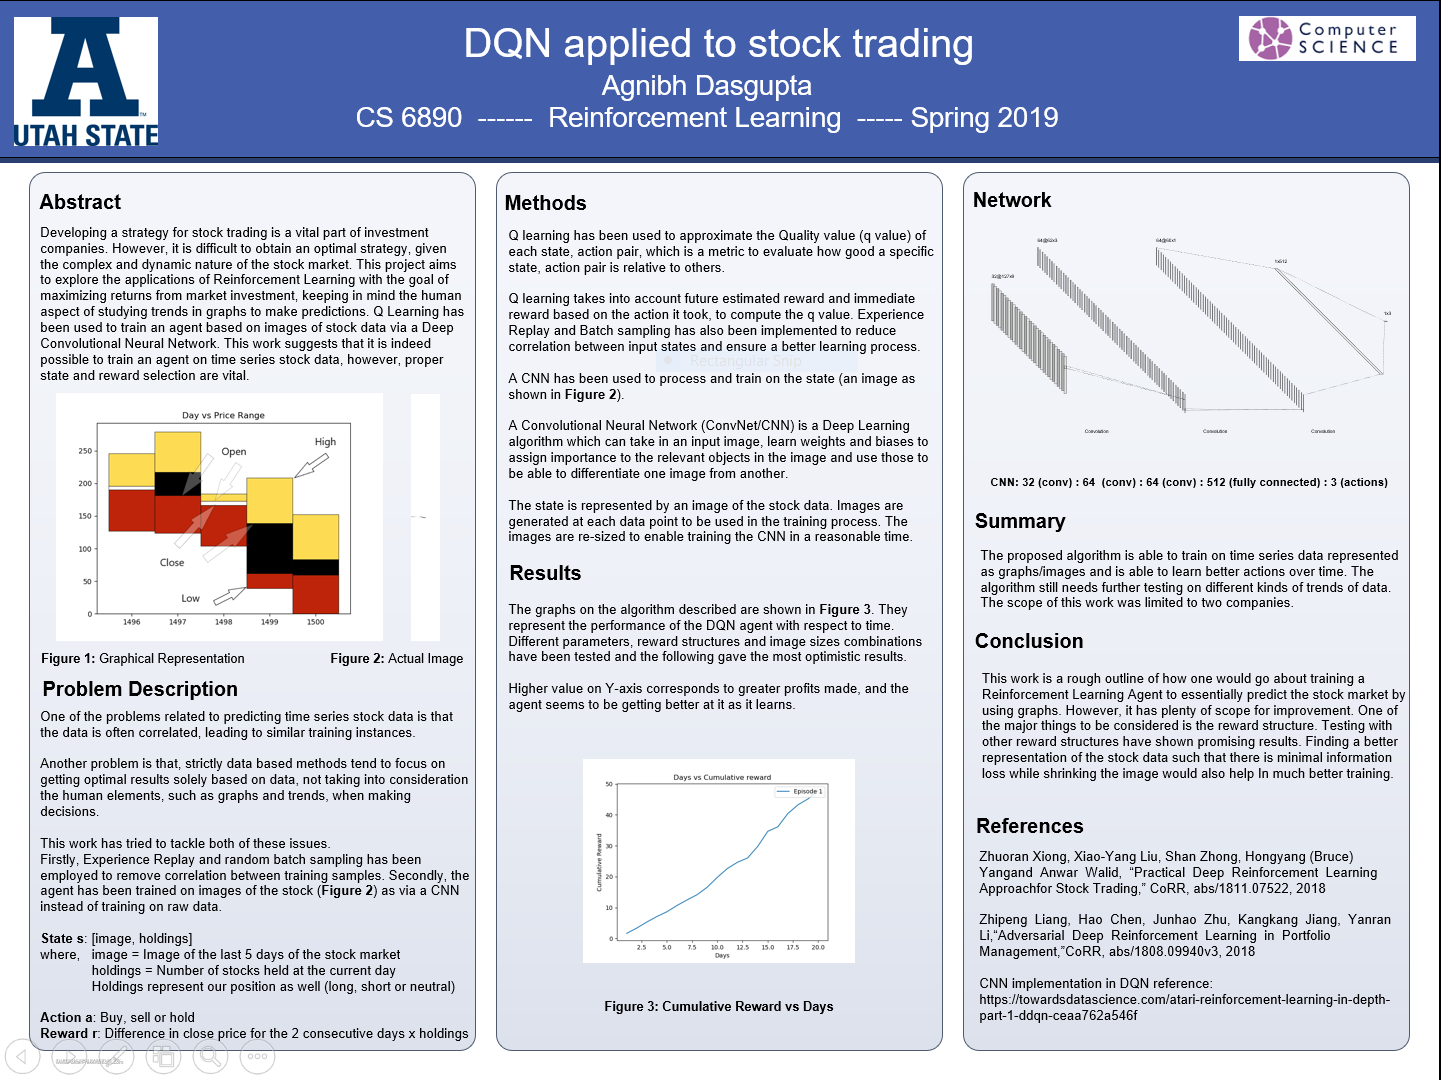 DQN applied to stock trading
Agnibh Dasgupta
CS 6890 ------ Reinforcement Learning ----- Spring 2019
A
UTAH STATE
Computer
SCIENCE
Abstract
Developing a strategy for stock trading is a vital part of investment
companies. However, it is difficult to obtain an optimal strategy, given
the complex and dynamic nature of the stock market. This project aims
to explore the applications of Reinforcement Learning with the goal of
maximizing returns from market investment, keeping in mind the human
aspect of studying trends in graphs to make predictions. Q Learning has
been used to train an agent based on images of stock data via a Deep
Convolutional Neural Network. This work suggests that it is indeed
possible to train an agent on time series stock data, however, proper
state and reward selection are vital.
Day vs Price Range
High
Open
Close
Low
250
200
150
100
50
0
1496 1497 1498 1499 1500
Figure 1: Graphical Representation
Figure 2: Actual Image
Problem Description
One of the problems related to predicting time series stock data is that
the data is often correlated, leading to similar training instances.
Another problem is that, strictly data based methods tend to focus on
getting optimal results solely based on data, not taking into consideration
the human elements, such as graphs and trends, when making
decisions.
This work has tried to tackle both of these issues.
Firstly, Experience Replay and random batch sampling has been
employed to remove correlation between training samples. Secondly, the
agent has been trained on images of the stock (Figure 2) as via a CNN
instead of training on raw data.
State s: [image, holdings]
where, image = Image of the last 5 days of the stock market
holdings = Number of stocks held at the current day
Holdings represent our position as well (long, short or neutral)
Action a: Buy, sell or hold
Reward r: Difference in close price for the 2 consecutive days x holdings
Methods
Q learning has been used to approximate the Quality value (q value) of
each state, action pair, which is a metric to evaluate how good a specific
state, action pair is relative to others.
Q learning takes into account future estimated reward and immediate
reward based on the action it took, to compute the q value. Experience
Replay and Batch sampling has also been implemented to reduce
correlation between input states and ensure a better learning process.
Rectangular Snip
A CNN has been used to process and train on the state (an image as
shown in Figure 2).
A Convolutional Neural Network (ConvNet/CNN) is a Deep Learning
algorithm which can take in an input image, learn weights and biases to
assign importance to the relevant objects in the image and use those to
be able to differentiate one image from another.
The state is represented by an image of the stock data. Images are
generated at each data point to be used in the training process. The
images are re-sized to enable training the CNN in a reasonable time.
Results
The graphs on the algorithm described are shown in Figure 3. They
represent the performance of the DQN agent with respect to time.
Different parameters, reward structures and image sizes combinations
have been tested and the following gave the most optimistic results.
Higher value on Y-axis corresponds to greater profits made, and the
agent seems to be getting better at it as it learns.
Days vs Cumulative reward
Episode 1
Cumulative Reward
50
40
30
20
10
0
2.5 5.0 7.5 10.0 12.5 15.0 17.5 20.0
Days
Figure 3: Cumulative Reward vs Days
Network
64@62x3
64@60x1
1x512
32@127x9
1x3
Convolution Convolution Convolution
CNN: 32 (conv) : 64 (conv) : 64 (conv) : 512 (fully connected) : 3 (actions)
Summary
The proposed algorithm is able to train on time series data represented
as graphs/images and is able to learn better actions over time. The
algorithm still needs further testing on different kinds of trends of data.
The scope of this work was limited to two companies.
Conclusion
This work is a rough outline of how one would go about training a
Reinforcement Learning Agent to essentially predict the stock market by
using graphs. However, it has plenty of scope for improvement. One of
the major things to be considered is the reward structure. Testing with
other reward structures have shown promising results. Finding a better
representation of the stock data such that there is minimal information
loss while shrinking the image would also help In much better training.
References
Zhuoran Xiong, Xiao-Yang Liu, Shan Zhong, Hongyang (Bruce)
Yangand Anwar Walid, “Practical Deep Reinforcement Learning
Approachfor Stock Trading,” CoRR, abs/1811.07522, 2018
Zhipeng Liang, Hao Chen, Junhao Zhu, Kangkang Jiang, Yanran
Li,“Adversarial Deep Reinforcement Learning in Portfolio
Management,”CoRR, abs/1808.09940v3, 2018
CNN implementation in DQN reference:
https://towardsdatascience.com/atari-reinforcement-learning-in-depth-
part-1-ddqn-ceaa762a546f